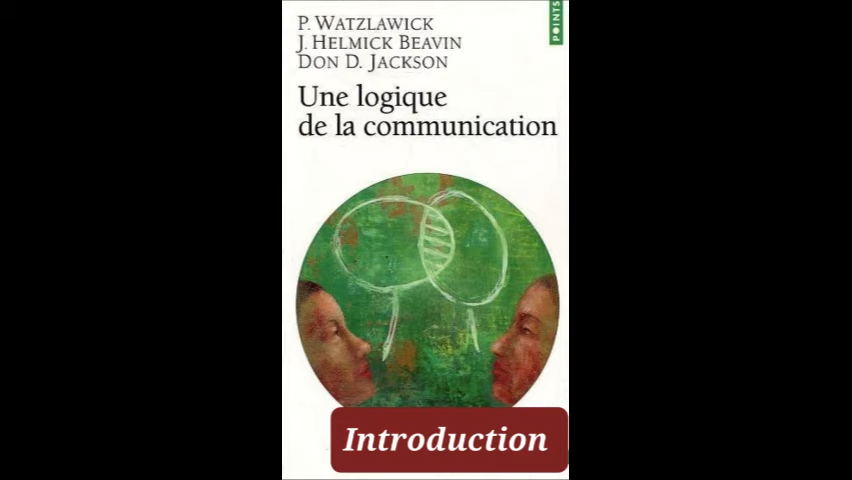 P. WATZLAWICK
J. HELMICK BEAVIN
DON D. JACKSON
POINTS
Une logique
de la communication
Introduction